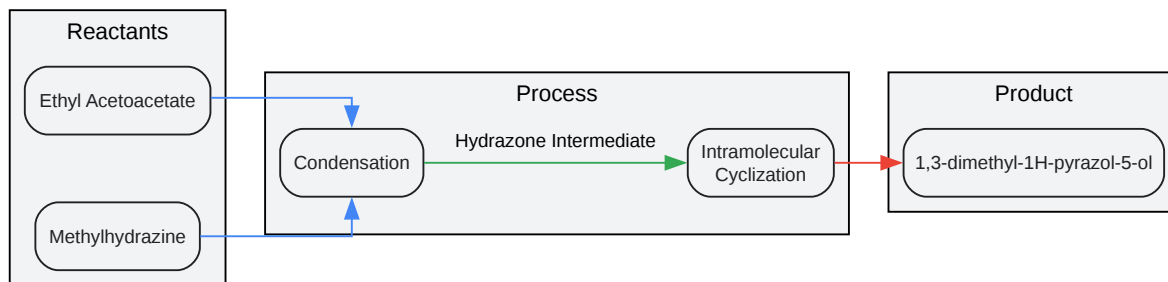 Reactants
Ethyl Acetoacetate
Methylhydrazine
Process
Condensation
Hydrazone Intermediate
Intramolecular
Cyclization
Product
1,3-dimethyl-1H-pyrazol-5-ol